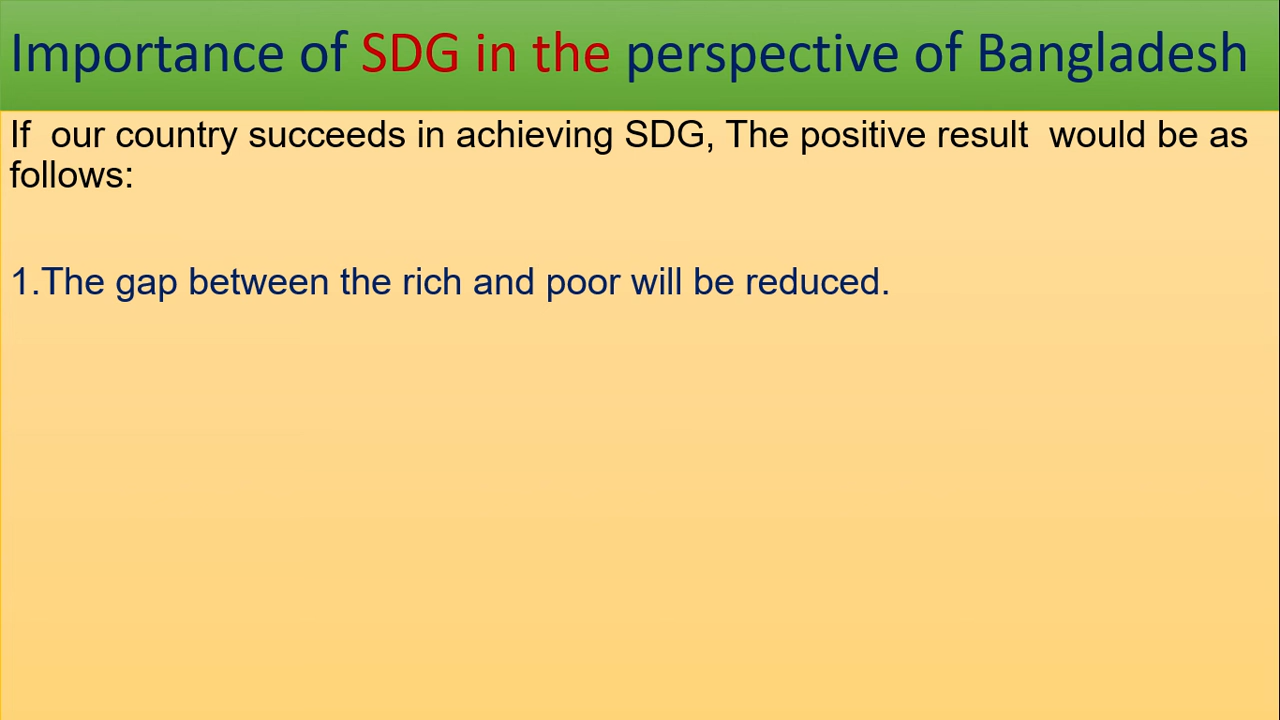 Importance of SDG in the perspective of Bangladesh
If  our country succeeds in achieving SDG, The positive result  would be as
follows:
1.The gap between the rich and poor will be reduced.